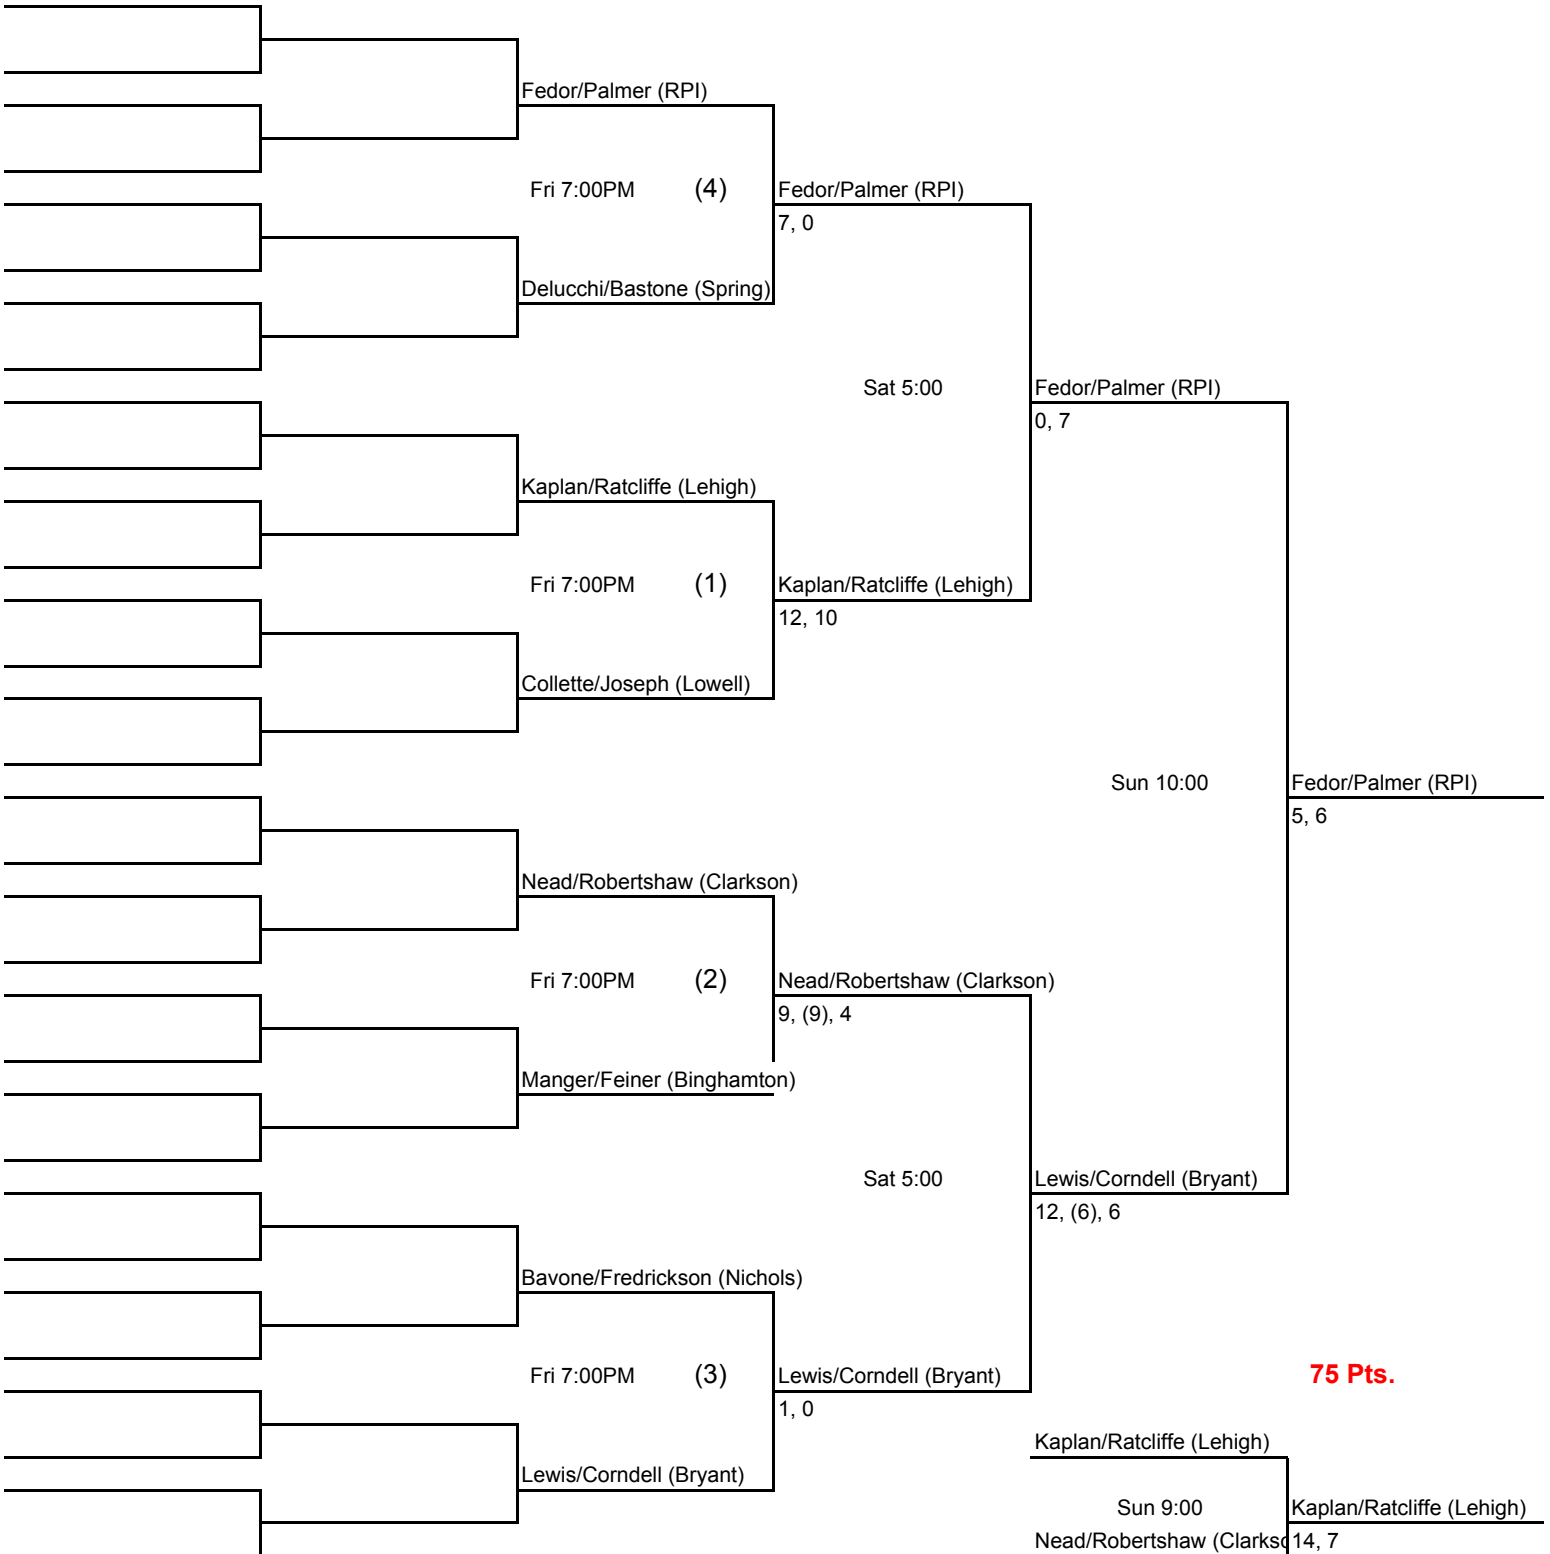 Fedor/Palmer (RPI)
Fri 7:00PM (4) Fedor/Palmer (RPI)
7, 0
Delucchi/Bastone (Spring)
Sat 5:00 Fedor/Palmer (RPI)
0, 7
Kaplan/Ratcliffe (Lehigh)
Fri 7:00PM (1) Kaplan/Ratcliffe (Lehigh)
12, 10
Collette/Joseph (Lowell)
Sun 10:00 Fedor/Palmer (RPI)
5, 6
Nead/Robertshaw (Clarkson)
Fri 7:00PM (2) Nead/Robertshaw (Clarkson)
9, (9), 4
Manger/Feiner (Binghamton)
Sat 5:00 Lewis/Corndell (Bryant)
12, (6), 6
Bavone/Fredrickson (Nichols)
Fri 7:00PM (3) Lewis/Corndell (Bryant) 75 Pts.
1, 0
Kaplan/Ratcliffe (Lehigh)
Lewis/Corndell (Bryant)
Sun 9:00 Kaplan/Ratcliffe (Lehigh)
Nead/Robertshaw (Clarksc 14, 7